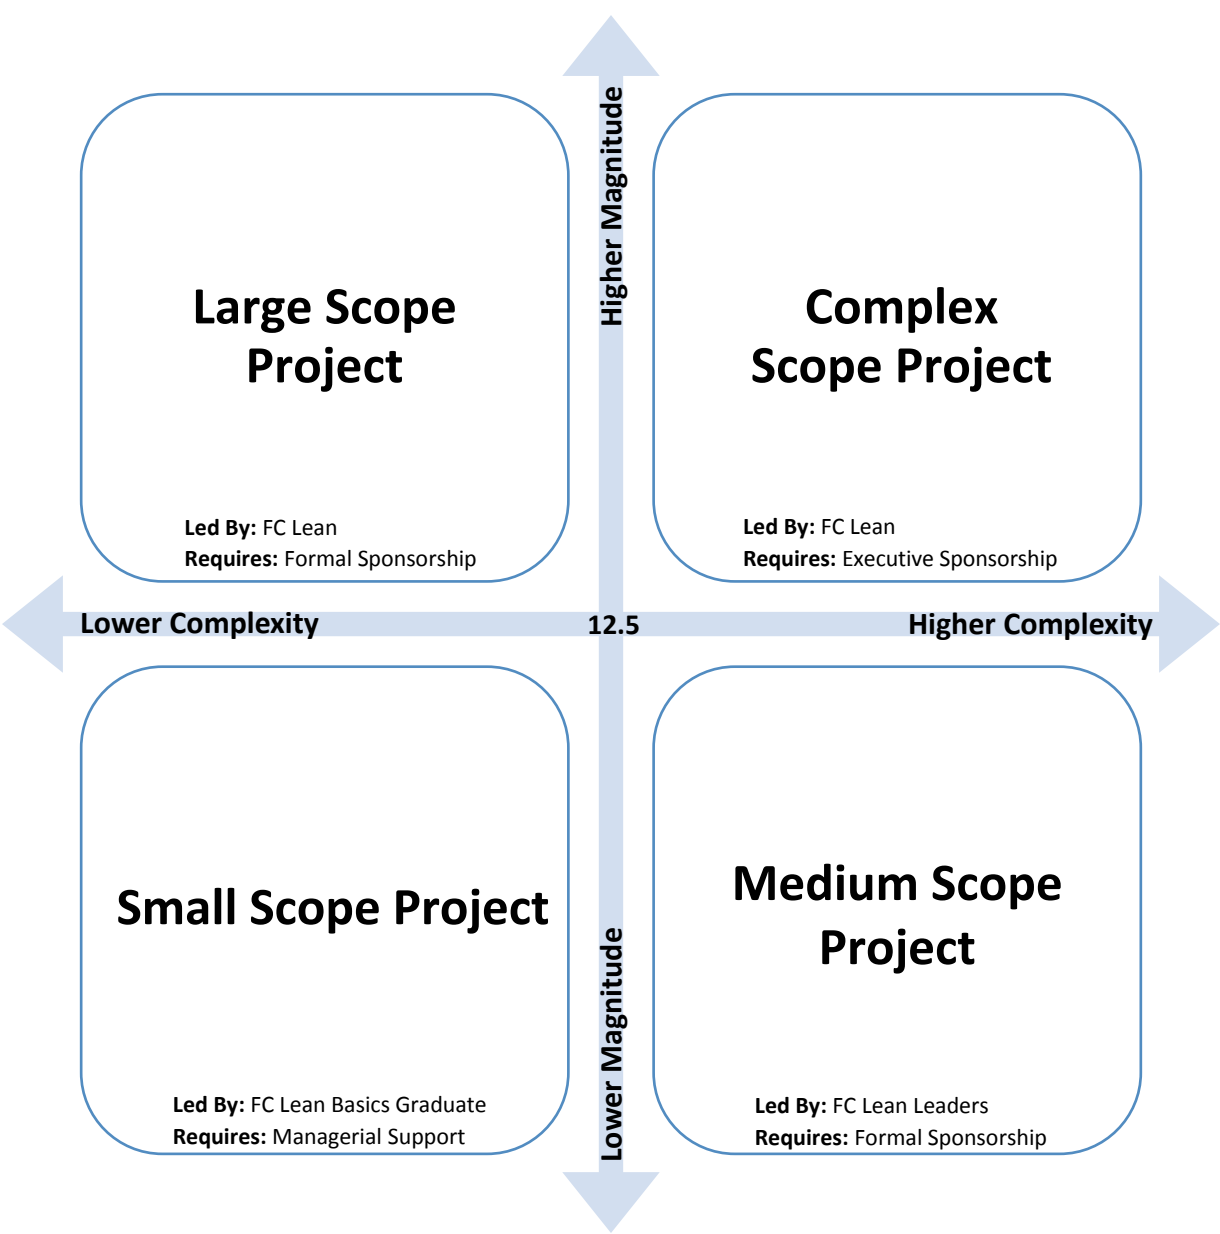 Higher Magnitude
Large Scope
Project
Led By: FC Lean
Requires: Formal Sponsorship
Complex
Scope Project
Led By: FC Lean
Requires: Executive Sponsorship
Lower Complexity
12.5
Higher Complexity
Small Scope Project
Led By: FC Lean Basics Graduate
Requires: Managerial Support
Lower Magnitude
Medium Scope
Project
Led By: FC Lean Leaders
Requires: Formal Sponsorship